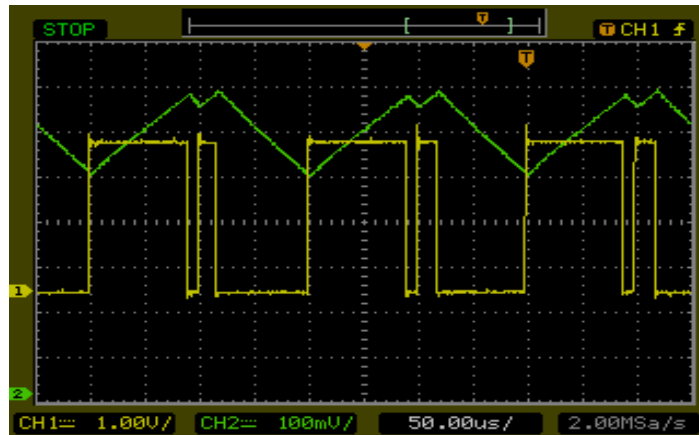 STOP T CH1
T
1
2
CH1 1.00V/ CH2 100mV/ 50.00us/ 2.00MSa/s